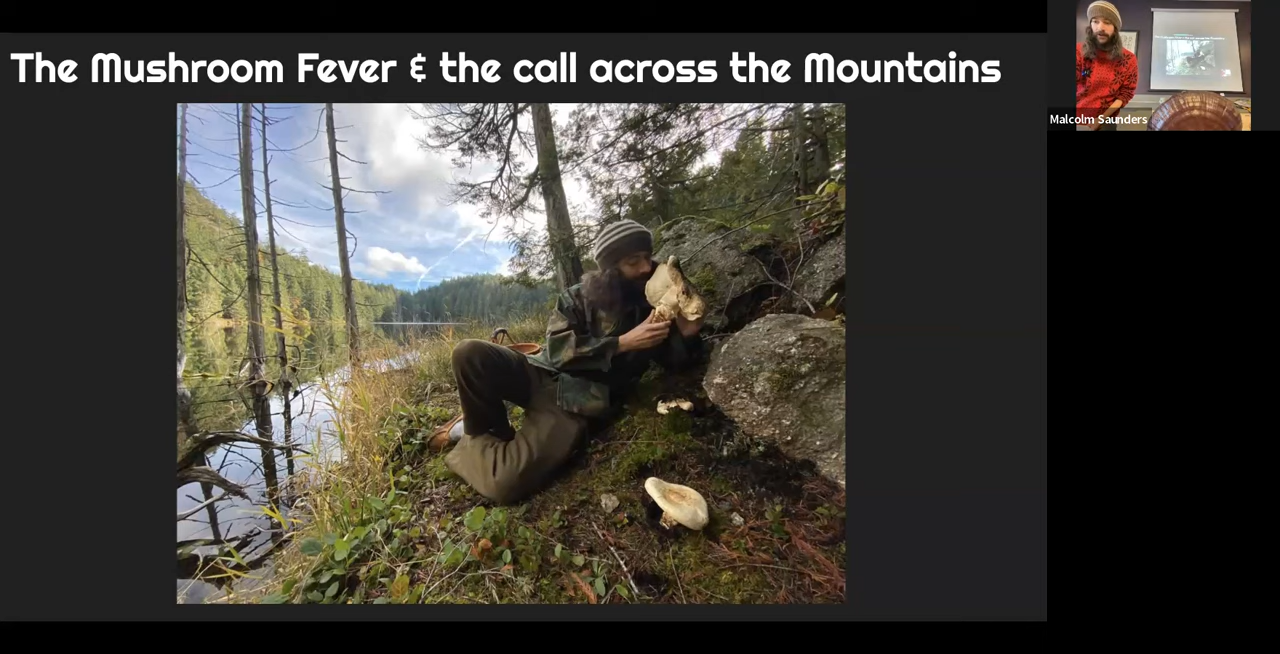 The Mushroom Fever & the call across the Mountains
Malcolm Saunders